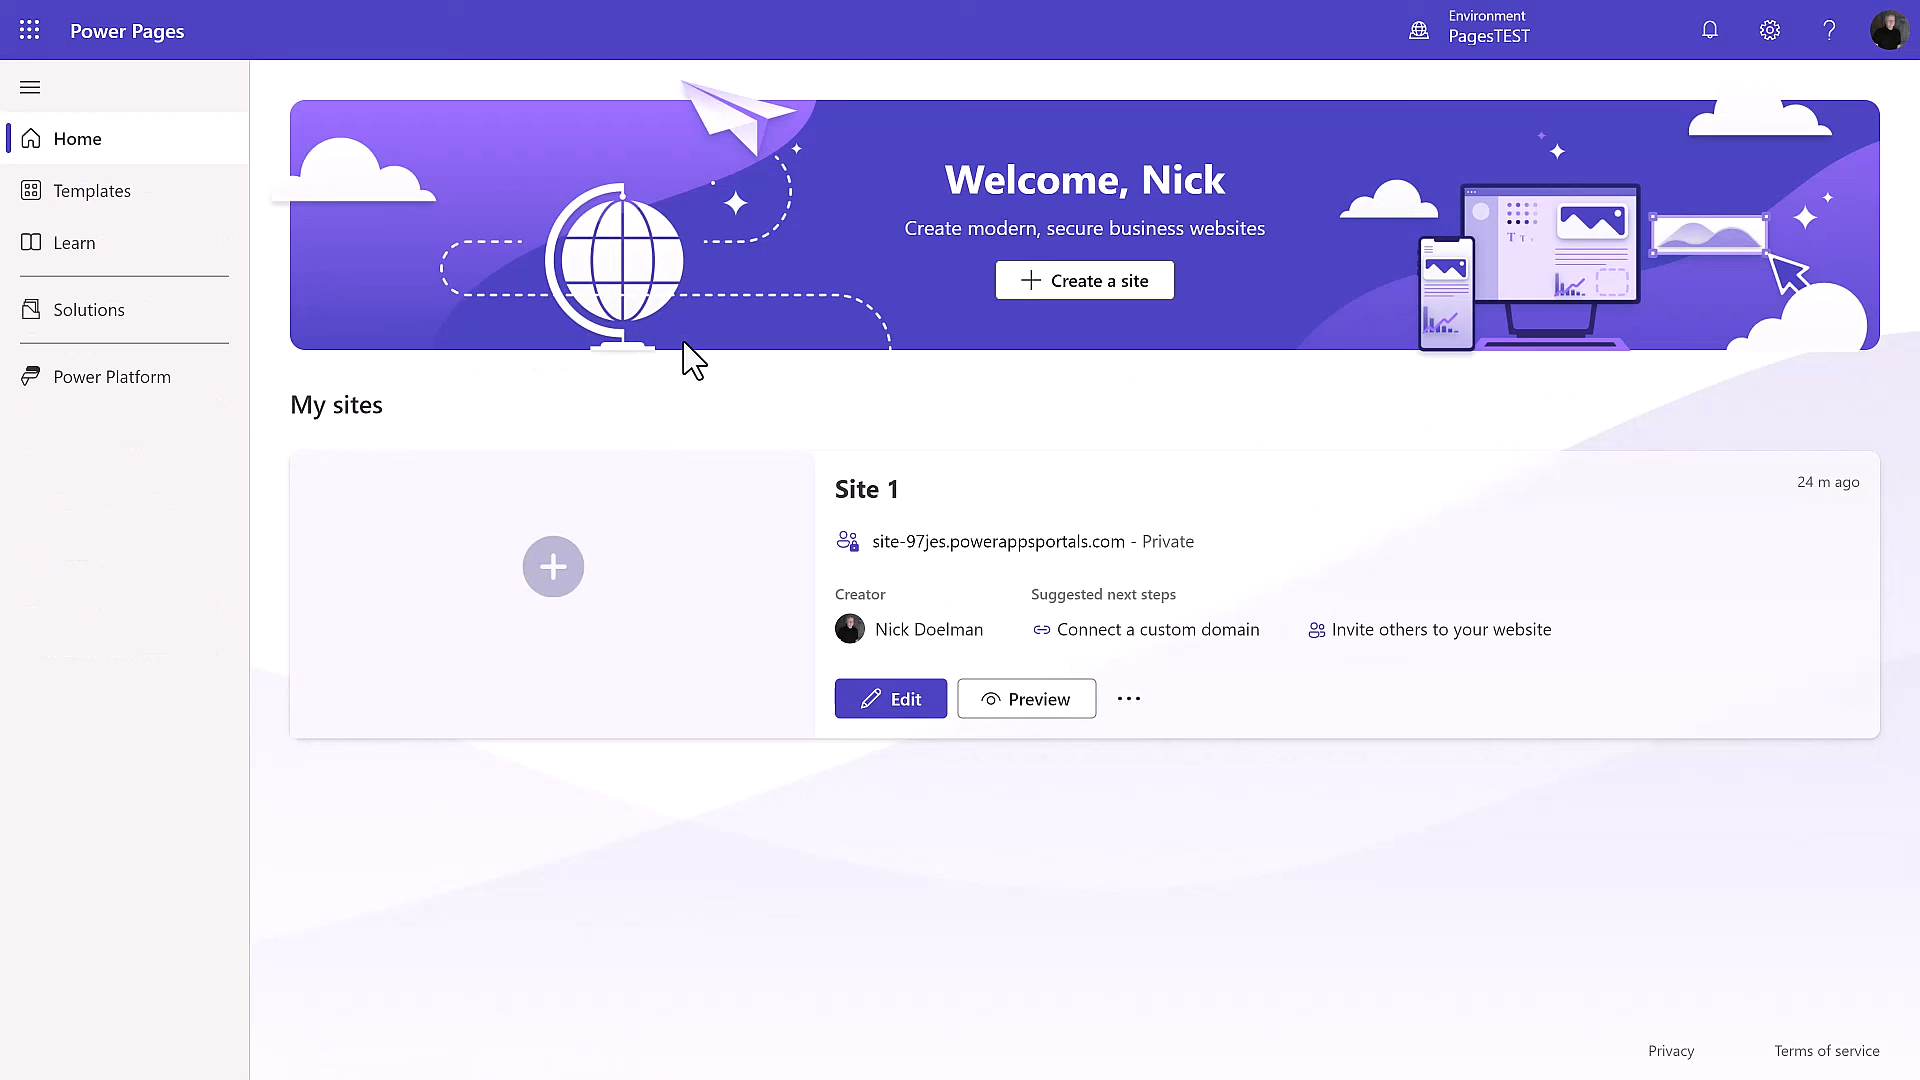 Power Pages
Environment
PagesTEST
?
Home
Templates
Learn
Solutions
Power Platform
Welcome, Nick
Create modern, secure business websites
Create a site
My sites
Site 1
24 m ago
site-97jes.powerappsportals.com - Private
Creator
Suggested next steps
Nick Doelman
Connect a custom domain
Invite others to your website
Edit
Preview
Privacy
Terms of service